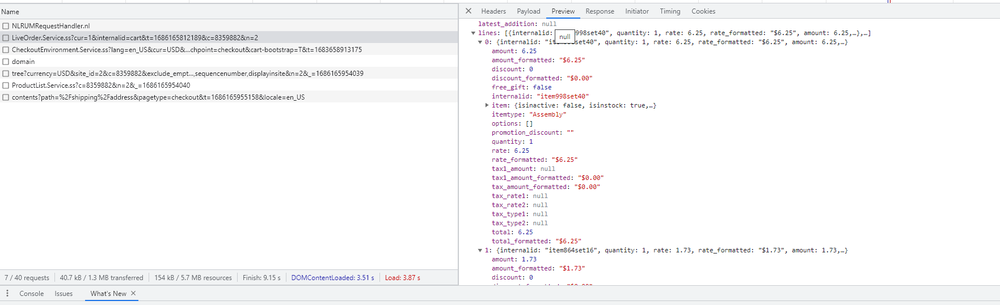 Name
NLRUMRequestHandler.nl
LiveOrder.Service.ss?cur=1&internalid=cart&t=1686165812189&c=8359882&n=2
CheckoutEnvironment.Service.ss?lang=en_US&cur=USD&...chpoint=checkout&cart-bootstrap=T&t=1683658913175
domain
tree?currency=USD&site_id=2&c=8359882&exclude_empt...,sequencenumber,displayinsite&n=2&_=1686165954039
ProductList.Service.ss?c=8359882&n=2&_=1686165954040
contents?path=%2Fshipping%2Faddress&pagetype=checkout&t=1686165955158&locale=en_US
7 / 40 requests 40.7 kB / 1.3 MB transferred 154 kB / 5.7 MB resources Finish: 9.15 s DOMContentLoaded: 3.51 s Load: 3.87 s
Headers Payload Preview Response Initiator Timing Cookies
latest_addition: null
lines: [{internalid: 998set40", quantity: 1, rate: 6.25, rate_formatted: "$6.25", amount: 6.25,…},…]
null
0: {internalid: "item998set40", quantity: 1, rate: 6.25, rate_formatted: "$6.25", amount: 6.25,…}
amount: 6.25
amount_formatted: "$6.25"
discount: 0
discount_formatted: "$0.00"
free_gift: false
internalid: "item998set40"
item: {isinactive: false, isinstock: true,…}
itemtype: "Assembly"
options: []
promotion_discount: ""
quantity: 1
rate: 6.25
rate_formatted: "$6.25"
tax1_amount: null
tax1_amount_formatted: "$0.00"
tax_amount_formatted: "$0.00"
tax_rate1: null
tax_rate2: null
tax_type1: null
tax_type2: null
total: 6.25
total_formatted: "$6.25"
1: {internalid: "item864set16", quantity: 1, rate: 1.73, rate_formatted: "$1.73", amount: 1.73,…}
amount: 1.73
amount_formatted: "$1.73"
discount: 0
Console Issues What's New